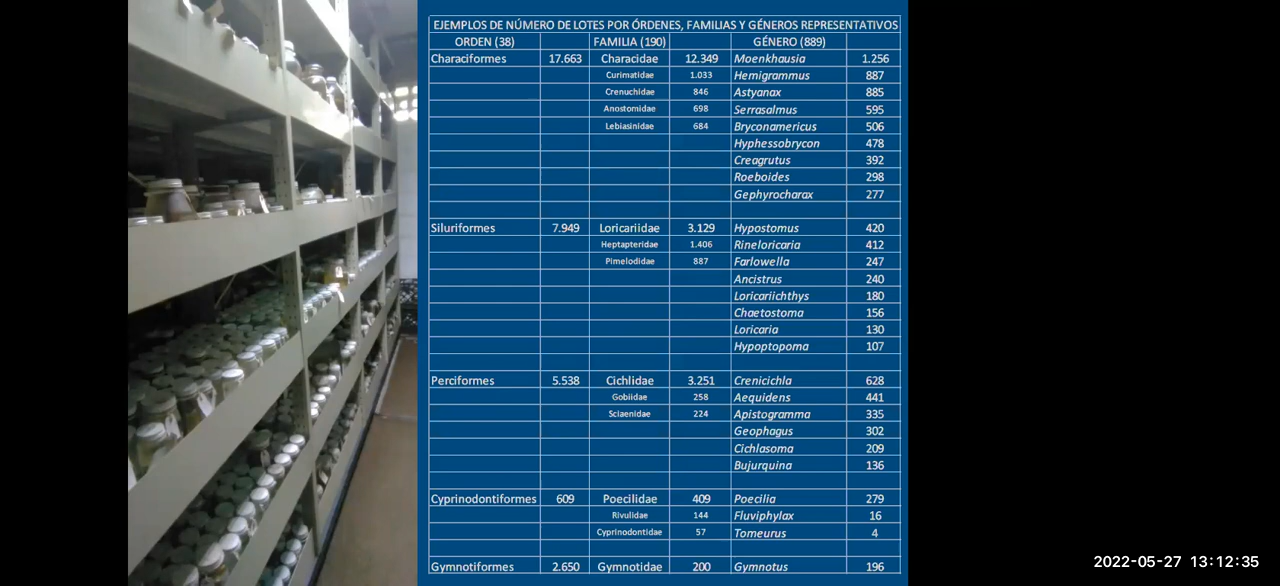 EJEMPLOS DE NÚMERO DE LOTES POR ÓRDENES, FAMILIAS Y GÉNEROS REPRESENTATIVOS
ORDEN (38) FAMILIA (190) GÉNERO (889)
Characiformes 17.663 Characidae 12.349 Moenkhausia 1.256
Curimatidae 1.033 Hemigrammus 887
Crenuchidae 846 Astyanax 885
Anostomidae 698 Serrasalmus 595
Lebiasinidae 684 Bryconamericus 506
Hyphessobrycon 478
Creagrutus 392
Roeboides 298
Gephyrocharax 277
Siluriformes 7.949 Loricariidae 3.129 Hypostomus 420
Heptapteridae 1.406 Rineloricaria 412
Pimelodidae 887 Farlowella 247
Ancistrus 240
Loricariichthys 180
Chaetostoma 156
Loricaria 130
Hypoptopoma 107
Perciformes 5.538 Cichlidae 3.251 Crenicichla 628
Gobiidae 258 Aequidens 441
Sciaenidae 224 Apistogramma 335
Geophagus 302
Cichlasoma 209
Bujurquina 136
Cyprinodontiformes 609 Poecilidae 409 Poecilia 279
Rivulidae 144 Fluviphylax 16
Cyprinodontidae 57 Tomeurus 4
Gymnotiformes 2.650 Gymnotidae 200 Gymnotus 196
2022-05-27 13:12:35